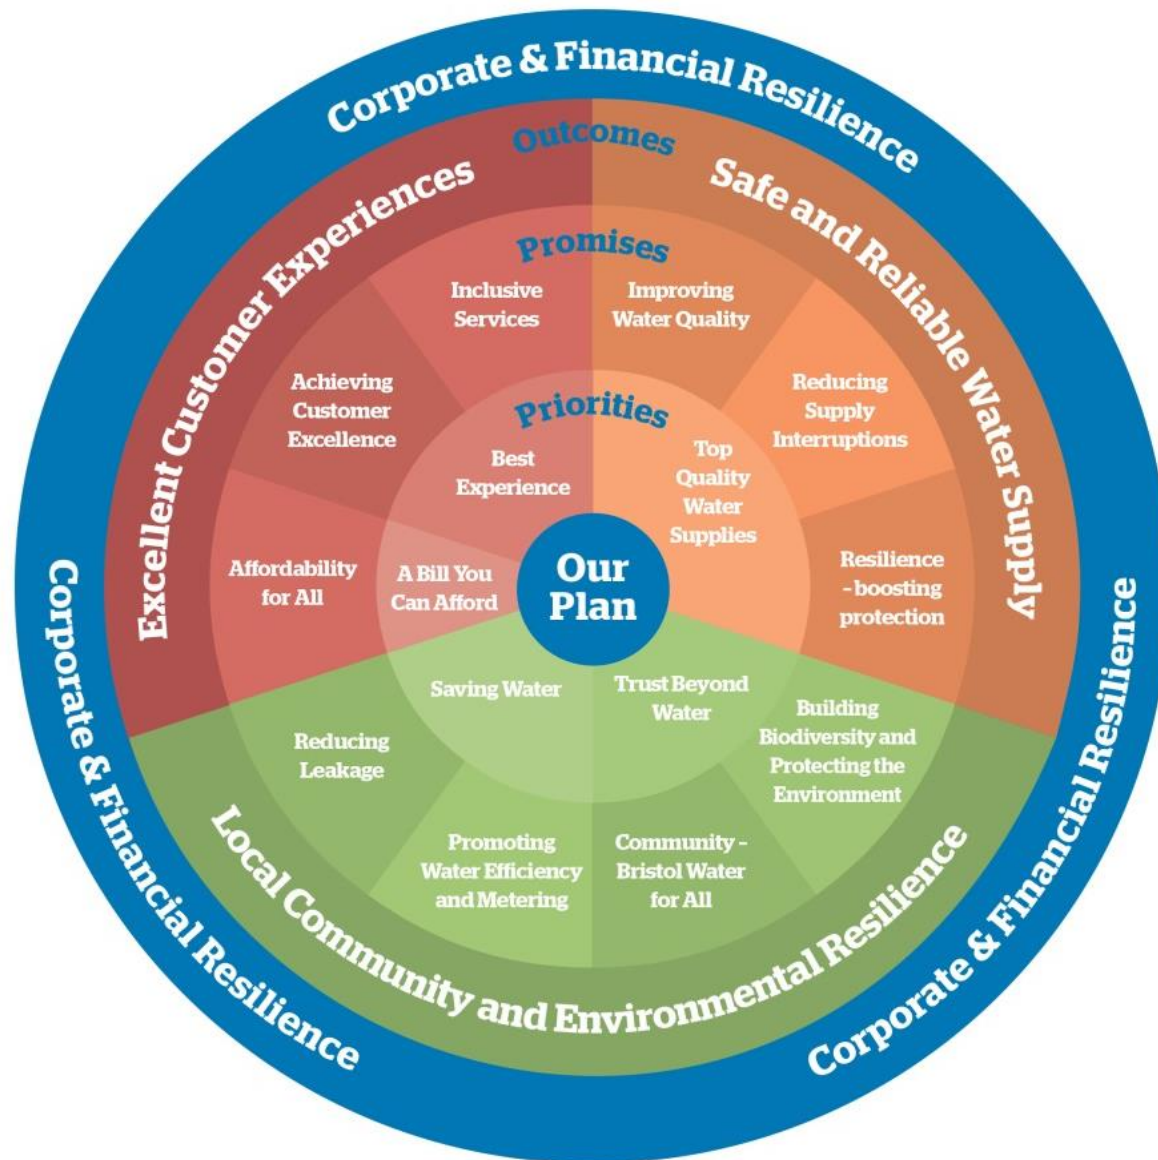 Corporate & Financial Resilience
Outcomes
Excellent Customer Experiences
Safe and Reliable Water Supply
Promises
Inclusive
Services
Improving
Water Quality
Achieving
Customer
Excellence
Reducing
Supply
Interruptions
Priorities
Best
Experience
Top
Quality
Water
Supplies
Affordability
for All
A Bill You
Can Afford
Our
Plan
Resilience
– boosting
protection
Saving Water
Trust Beyond
Water
Reducing
Leakage
Building
Biodiversity and
Protecting the
Environment
Promoting
Water Efficiency
and Metering
Community –
Bristol Water
for All
Local Community and Environmental Resilience
Corporate & Financial Resilience
Corporate & Financial Resilience